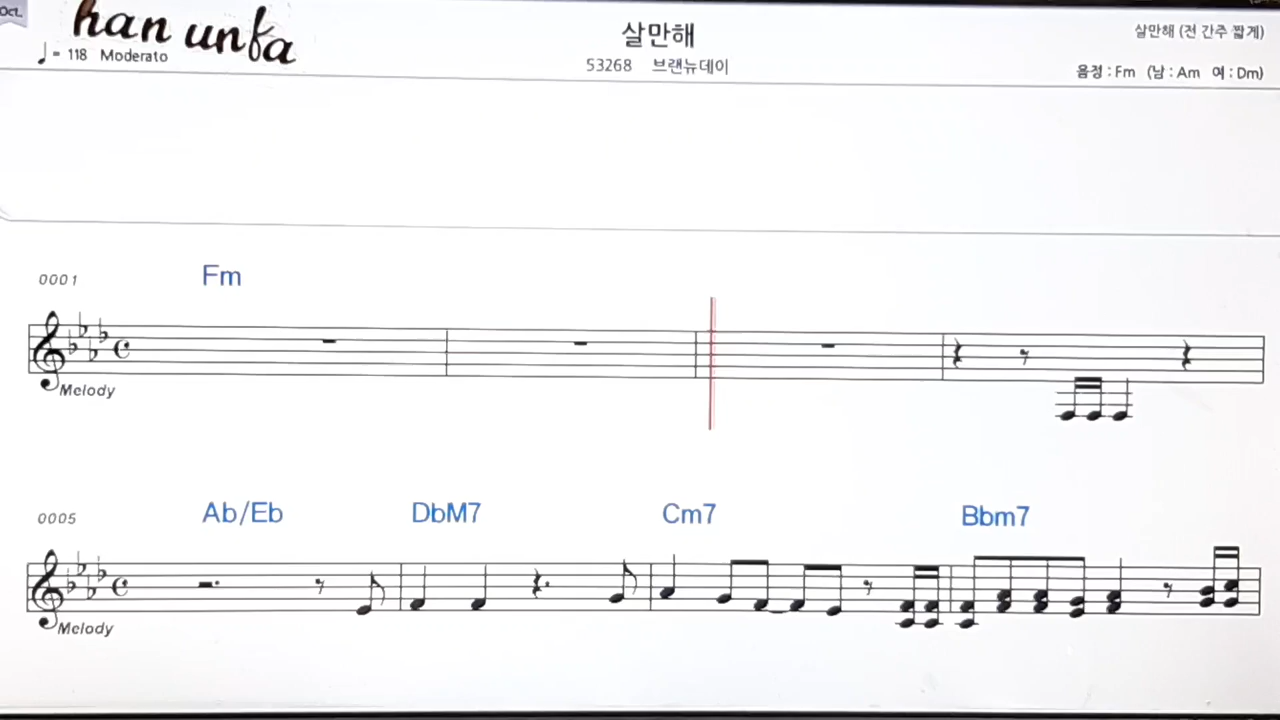 Oct.
han unfa
♩= 118 Moderato
살만해
53268 브랜뉴데이
살만해 (전 간주 짧게)
음정 : Fm (남 : Am 여 : Dm)
0001 Fm
Melody
0005 Ab/Eb DbM7 Cm7 Bbm7
Melody